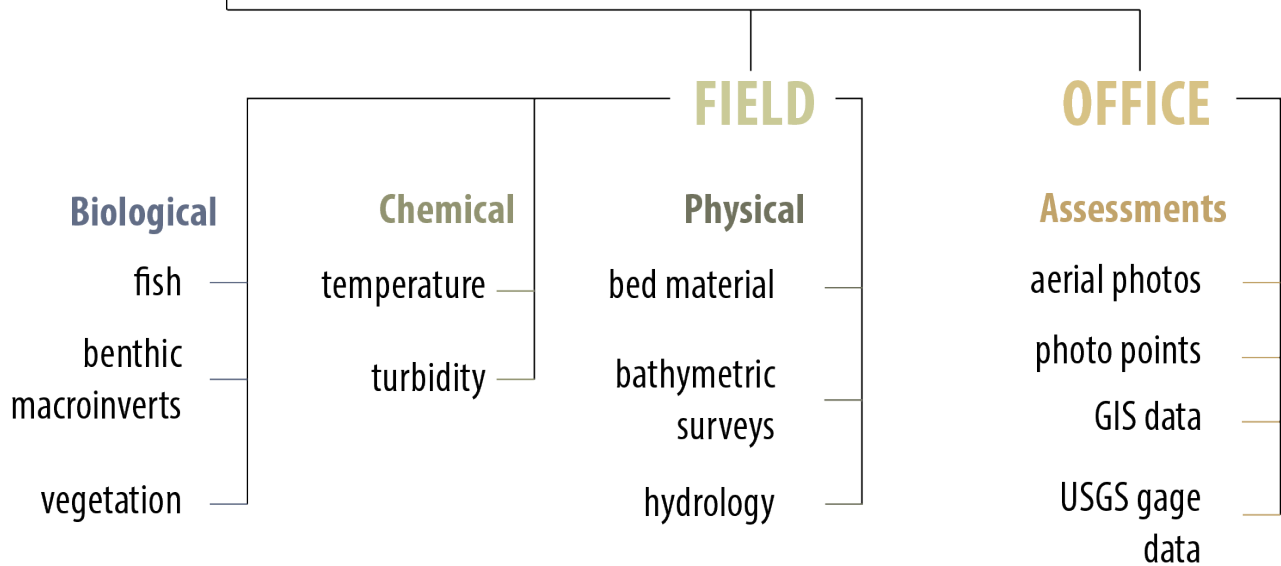 FIELD
OFFICE
Biological
fish
benthic
macroinverts
vegetation
Chemical
temperature
turbidity
Physical
bed material
bathymetric
surveys
hydrology
Assessments
aerial photos
photo points
GIS data
USGS gage
data